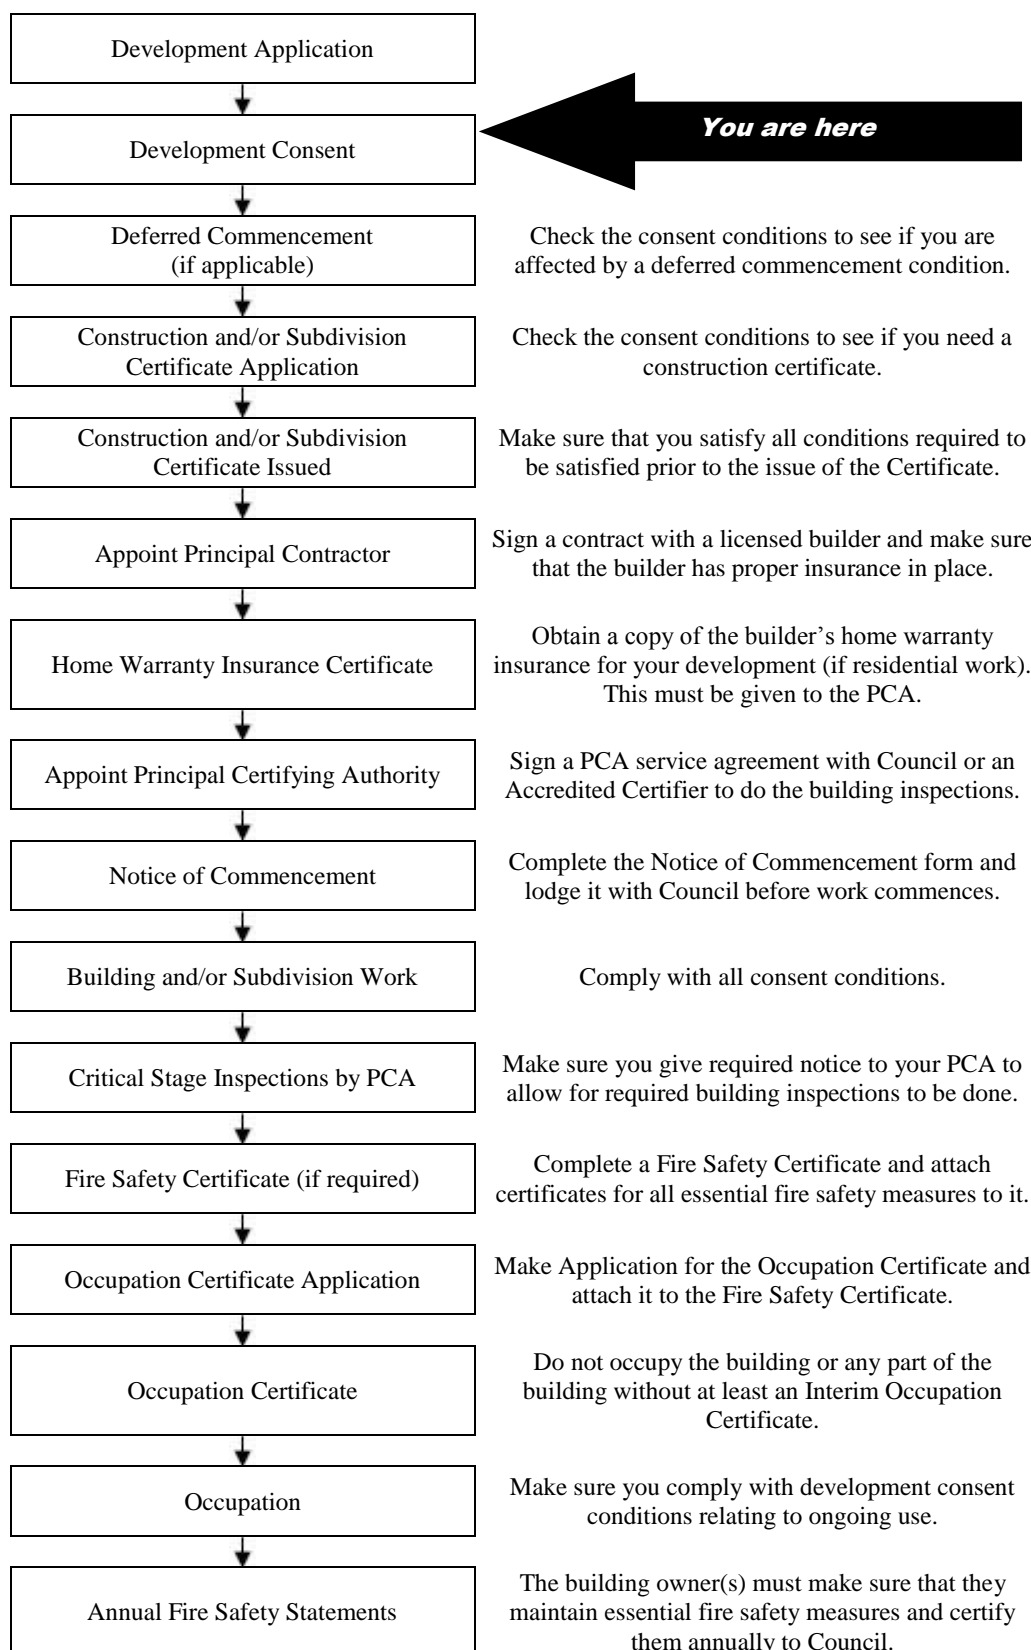 Development Application
Development Consent
You are here
Deferred Commencement
(if applicable)
Check the consent conditions to see if you are
affected by a deferred commencement condition.
Construction and/or Subdivision
Certificate Application
Check the consent conditions to see if you need a
construction certificate.
Construction and/or Subdivision
Certificate Issued
Make sure that you satisfy all conditions required to
be satisfied prior to the issue of the Certificate.
Appoint Principal Contractor
Sign a contract with a licensed builder and make sure
that the builder has proper insurance in place.
Home Warranty Insurance Certificate
Obtain a copy of the builder’s home warranty
insurance for your development (if residential work).
This must be given to the PCA.
Appoint Principal Certifying Authority
Sign a PCA service agreement with Council or an
Accredited Certifier to do the building inspections.
Notice of Commencement
Complete the Notice of Commencement form and
lodge it with Council before work commences.
Building and/or Subdivision Work
Comply with all consent conditions.
Critical Stage Inspections by PCA
Make sure you give required notice to your PCA to
allow for required building inspections to be done.
Fire Safety Certificate (if required)
Complete a Fire Safety Certificate and attach
certificates for all essential fire safety measures to it.
Occupation Certificate Application
Make Application for the Occupation Certificate and
attach it to the Fire Safety Certificate.
Occupation Certificate
Do not occupy the building or any part of the
building without at least an Interim Occupation
Certificate.
Occupation
Make sure you comply with development consent
conditions relating to ongoing use.
Annual Fire Safety Statements
The building owner(s) must make sure that they
maintain essential fire safety measures and certify
them annually to Council.